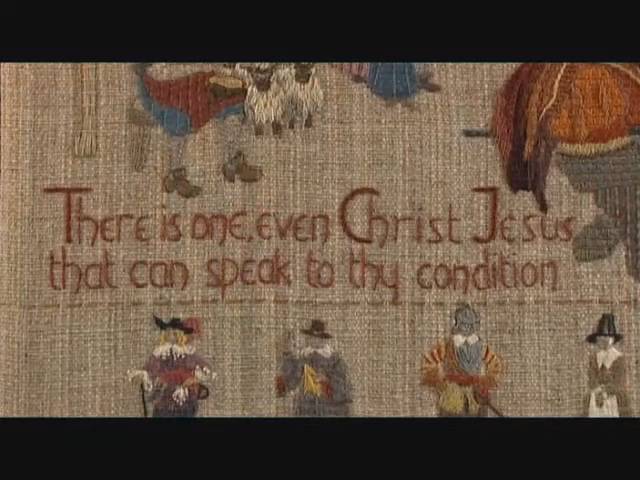 There is one, even Christ Jesus
that can speak to thy condition